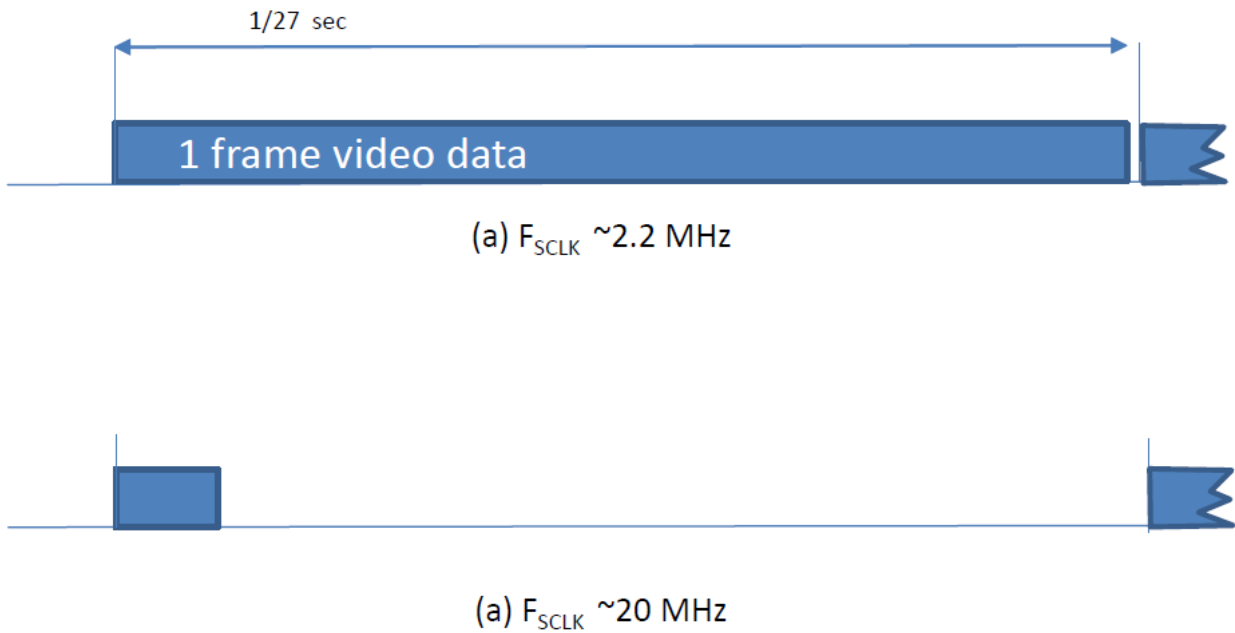 1/27 sec
1 frame video data
(a) FSCLK ~2.2 MHz
(a) FSCLK ~20 MHz